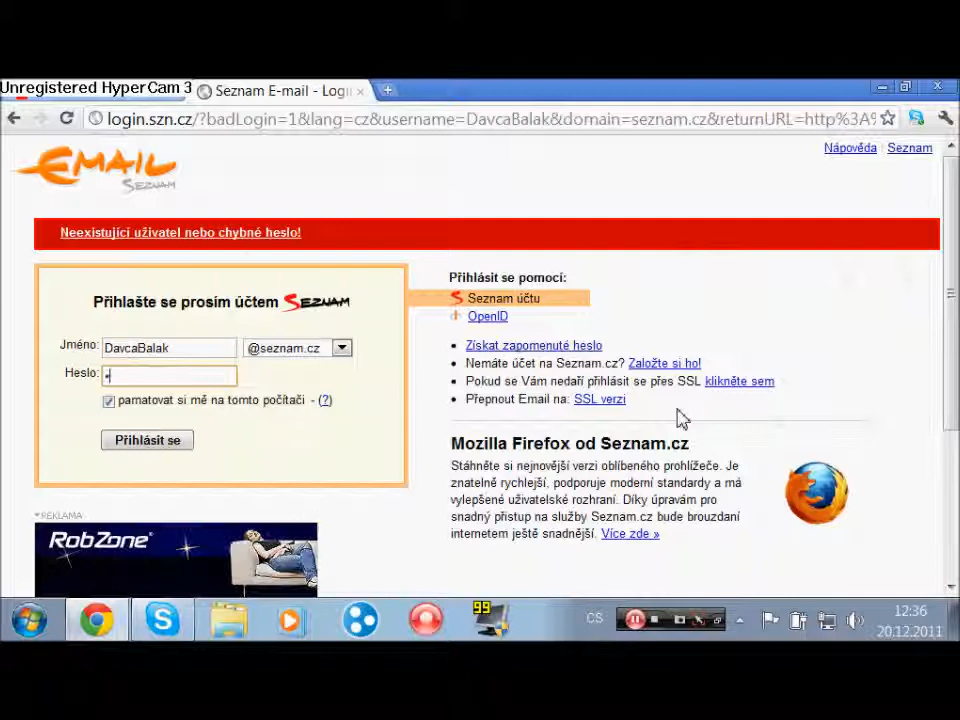 Unregistered HyperCam 3
Seznam E-mail - Logi
login.szn.cz/?badLogin=1&lang=cz&username=DavcaBalak&domain=seznam.cz&returnURL=http%3A%
Nápověda Seznam
EMAIL
SEZNAM
Neexistující uživatel nebo chybné heslo!
Přihlašte se prosím účtem SEZNAM
Jméno: DavcaBalak @seznam.cz
Heslo:
pamatovat si mě na tomto počítači - (?)
Přihlásit se
Přihlásit se pomocí:
Seznam účtu
OpenID
Získat zapomenuté heslo
Nemáte účet na Seznam.cz? Založte si ho!
Pokud se Vám nedaří přihlásit se přes SSL klikněte sem
Přepnout Email na: SSL verzi
Mozilla Firefox od Seznam.cz
Stáhněte si nejnovější verzi oblíbeného prohlížeče. Je
znatelně rychlejší, podporuje moderní standardy a má
vylepšené uživatelské rozhraní. Díky úpravám pro
snadný přístup na služby Seznam.cz bude brouzdaní
internetem ještě snadnější. Více zde »
REKLAMA
RobZone
99
CS
12:36
20.12.2011